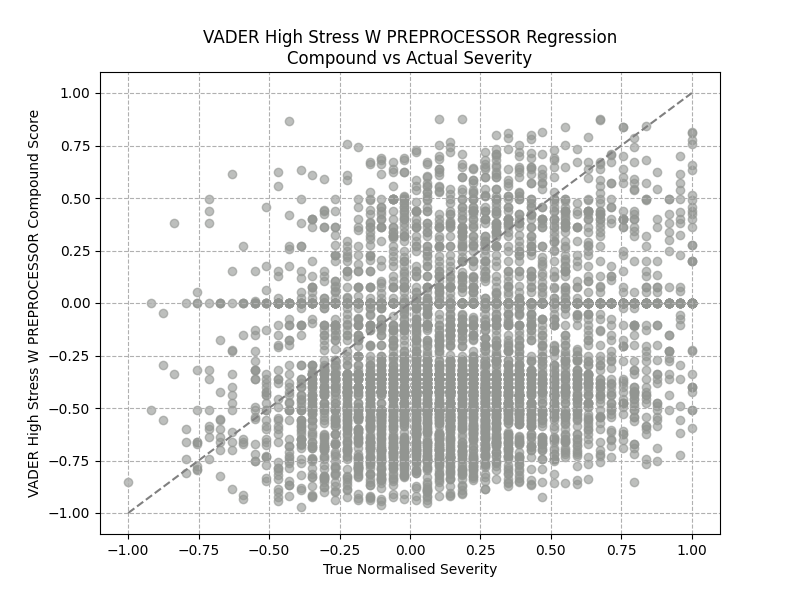 VADER High Stress W PREPROCESSOR Regression
Compound vs Actual Severity
VADER High Stress W PREPROCESSOR Compound Score
1.00
0.75
0.50
0.25
0.00
−0.25
−0.50
−0.75
−1.00
−1.00 −0.75 −0.50 −0.25 0.00 0.25 0.50 0.75 1.00
True Normalised Severity